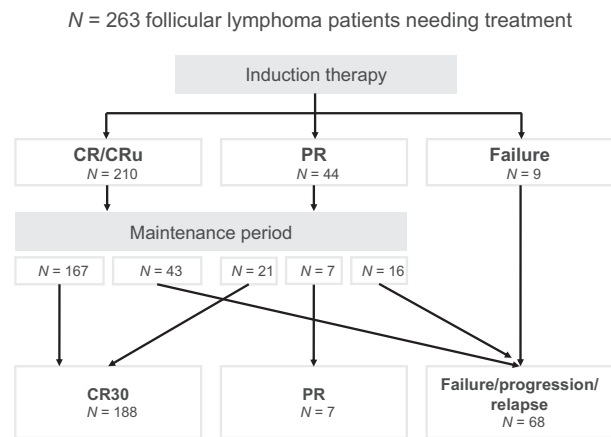 N = 263 follicular lymphoma patients needing treatment
Induction therapy
CR/CRu
N = 210
PR
N = 44
Failure
N = 9
Maintenance period
N = 167
N = 43
N = 21
N = 7
N = 16
CR30
N = 188
PR
N = 7
Failure/progression/
relapse
N = 68